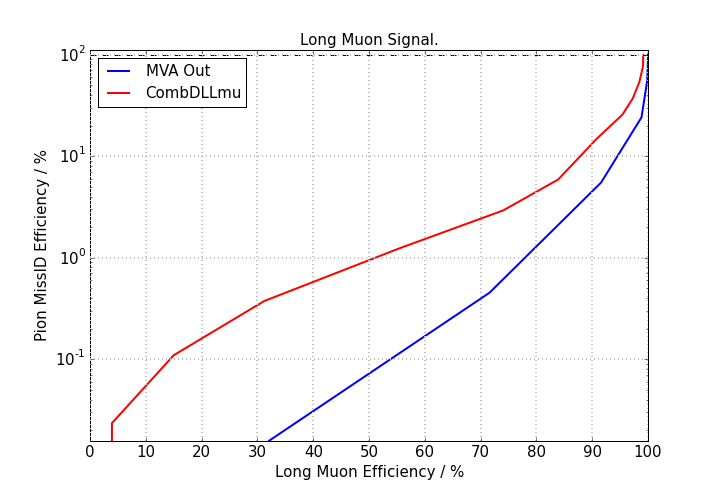 Long Muon Signal.
MVA Out
CombDLLmu
Pion MissID Efficiency / %
10²
10¹
10⁰
10⁻¹
0 10 20 30 40 50 60 70 80 90 100
Long Muon Efficiency / %